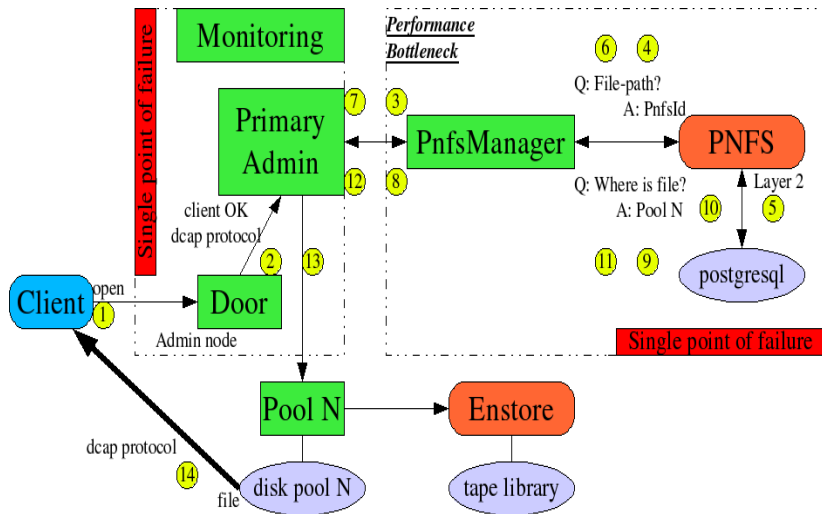 Monitoring
Performance
Bottleneck
6
4
Q: File-path?
A: PnfsId
Single point of failure
7
3
Primary
Admin
PnfsManager
PNFS
12
8
Q: Where is file?
Layer 2
A: Pool N
10
5
client OK
dcap protocol
2
13
11
9
postgresql
Client
open
1
Door
Admin node
Single point of failure
Pool N
Enstore
dcap protocol
14
file
disk pool N
tape library